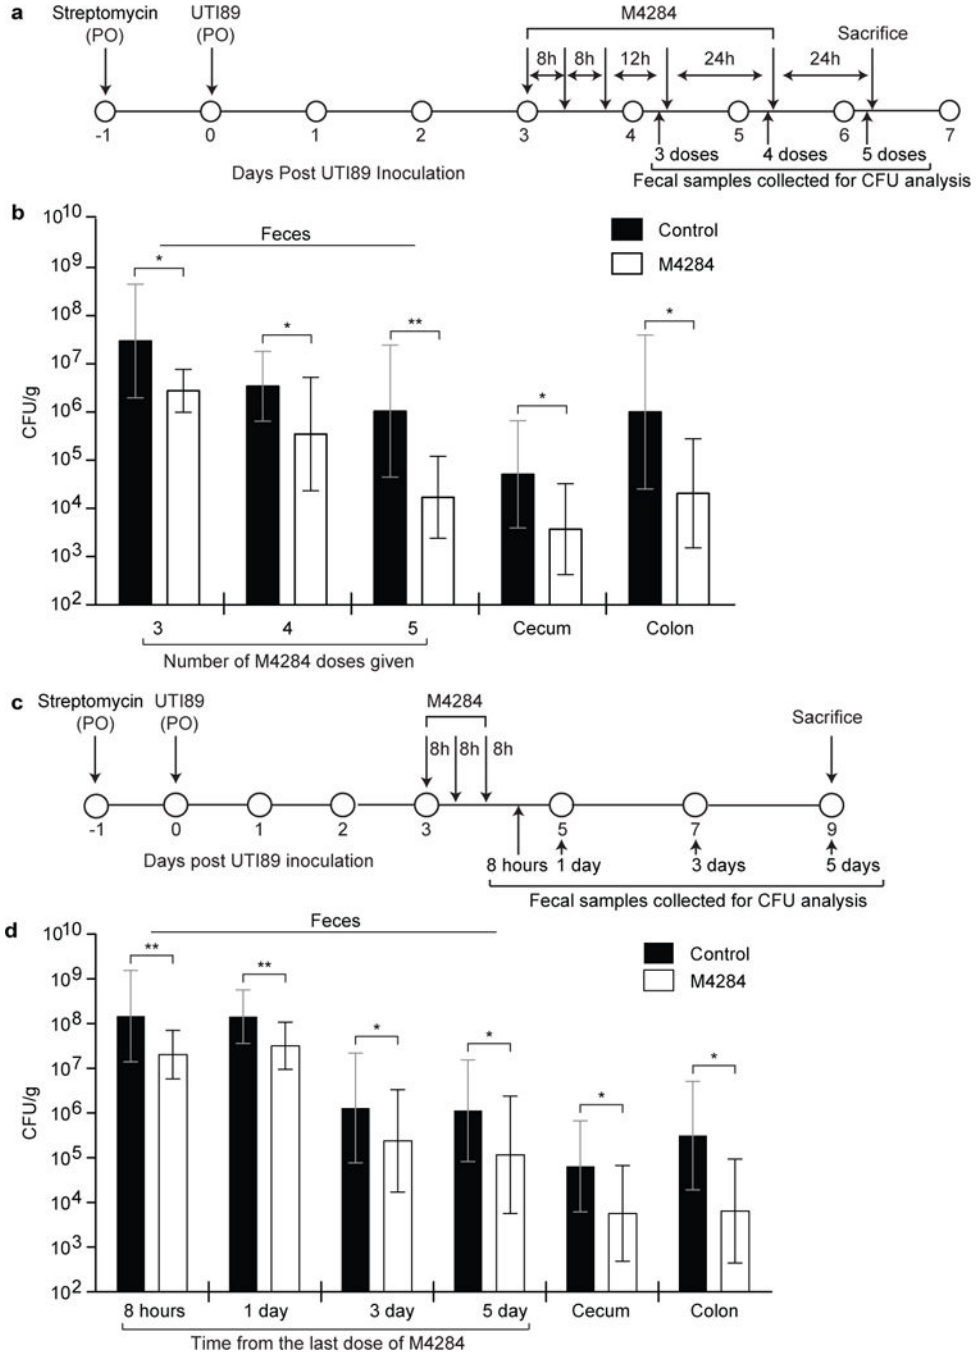 a
Streptomycin
(PO)
UTI89
(PO)
M4284
Sacrifice
8h 8h 12h 24h 24h
-1 0 1 2 3 4 5 6 7
3 doses 4 doses 5 doses
Days Post UTI89 Inoculation
Fecal samples collected for CFU analysis
b
Feces
Control
M4284
10^10
10^9
10^8
10^7
10^6
10^5
10^4
10^3
10^2
CFU/g
* * ** * *
3 4 5 Cecum Colon
Number of M4284 doses given
c
Streptomycin
(PO)
UTI89
(PO)
M4284
Sacrifice
8h 8h 8h
-1 0 1 2 3 5 7 9
Days post UTI89 inoculation
8 hours 1 day 3 days 5 days
Fecal samples collected for CFU analysis
d
Feces
Control
M4284
10^10
10^9
10^8
10^7
10^6
10^5
10^4
10^3
10^2
CFU/g
** ** * * * *
8 hours 1 day 3 day 5 day Cecum Colon
Time from the last dose of M4284